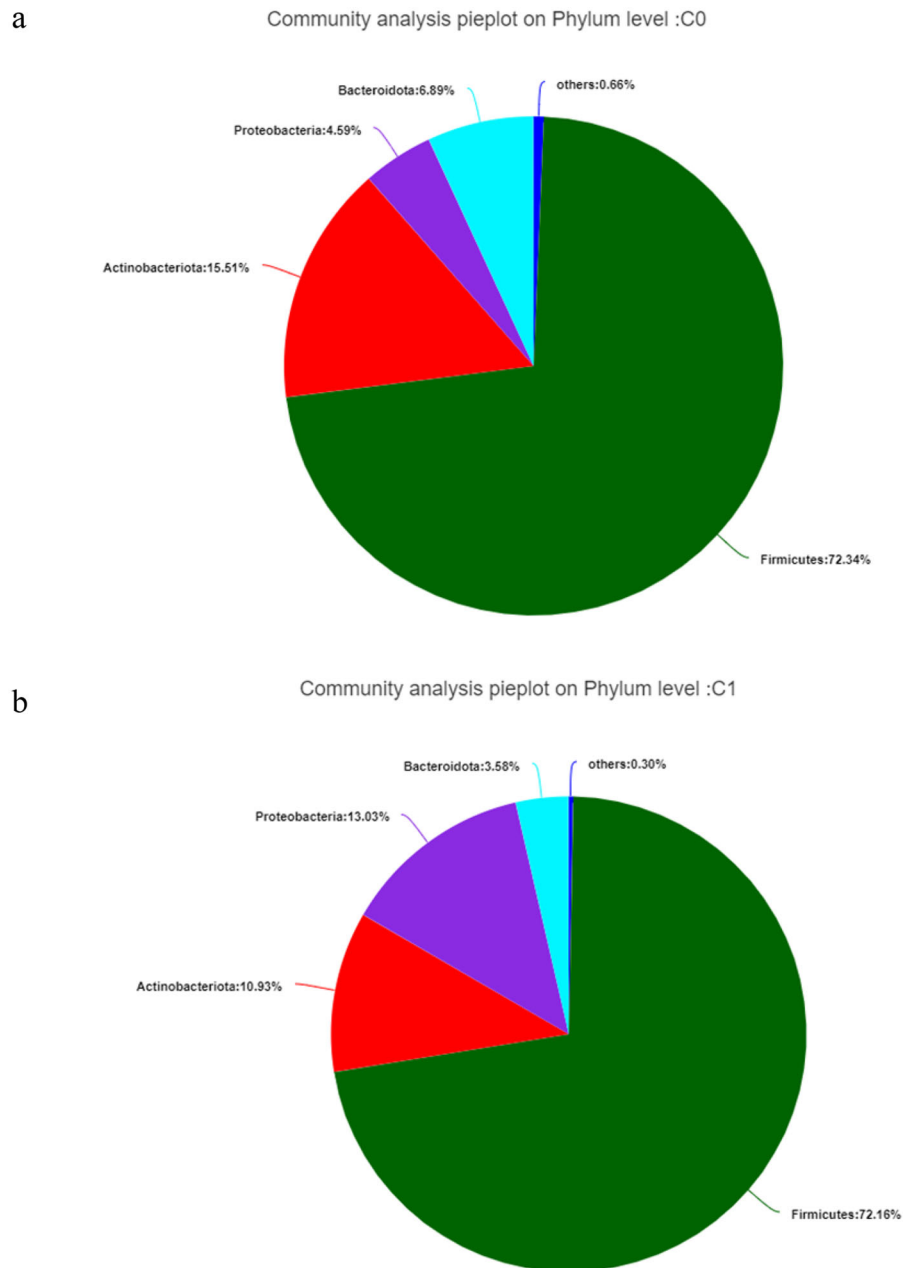 a
Community analysis pieplot on Phylum level :C0
others:0.66%
Bacteroidota:6.89%
Proteobacteria:4.59%
Actinobacteriota:15.51%
Firmicutes:72.34%
b
Community analysis pieplot on Phylum level :C1
others:0.30%
Bacteroidota:3.58%
Proteobacteria:13.03%
Actinobacteriota:10.93%
Firmicutes:72.16%